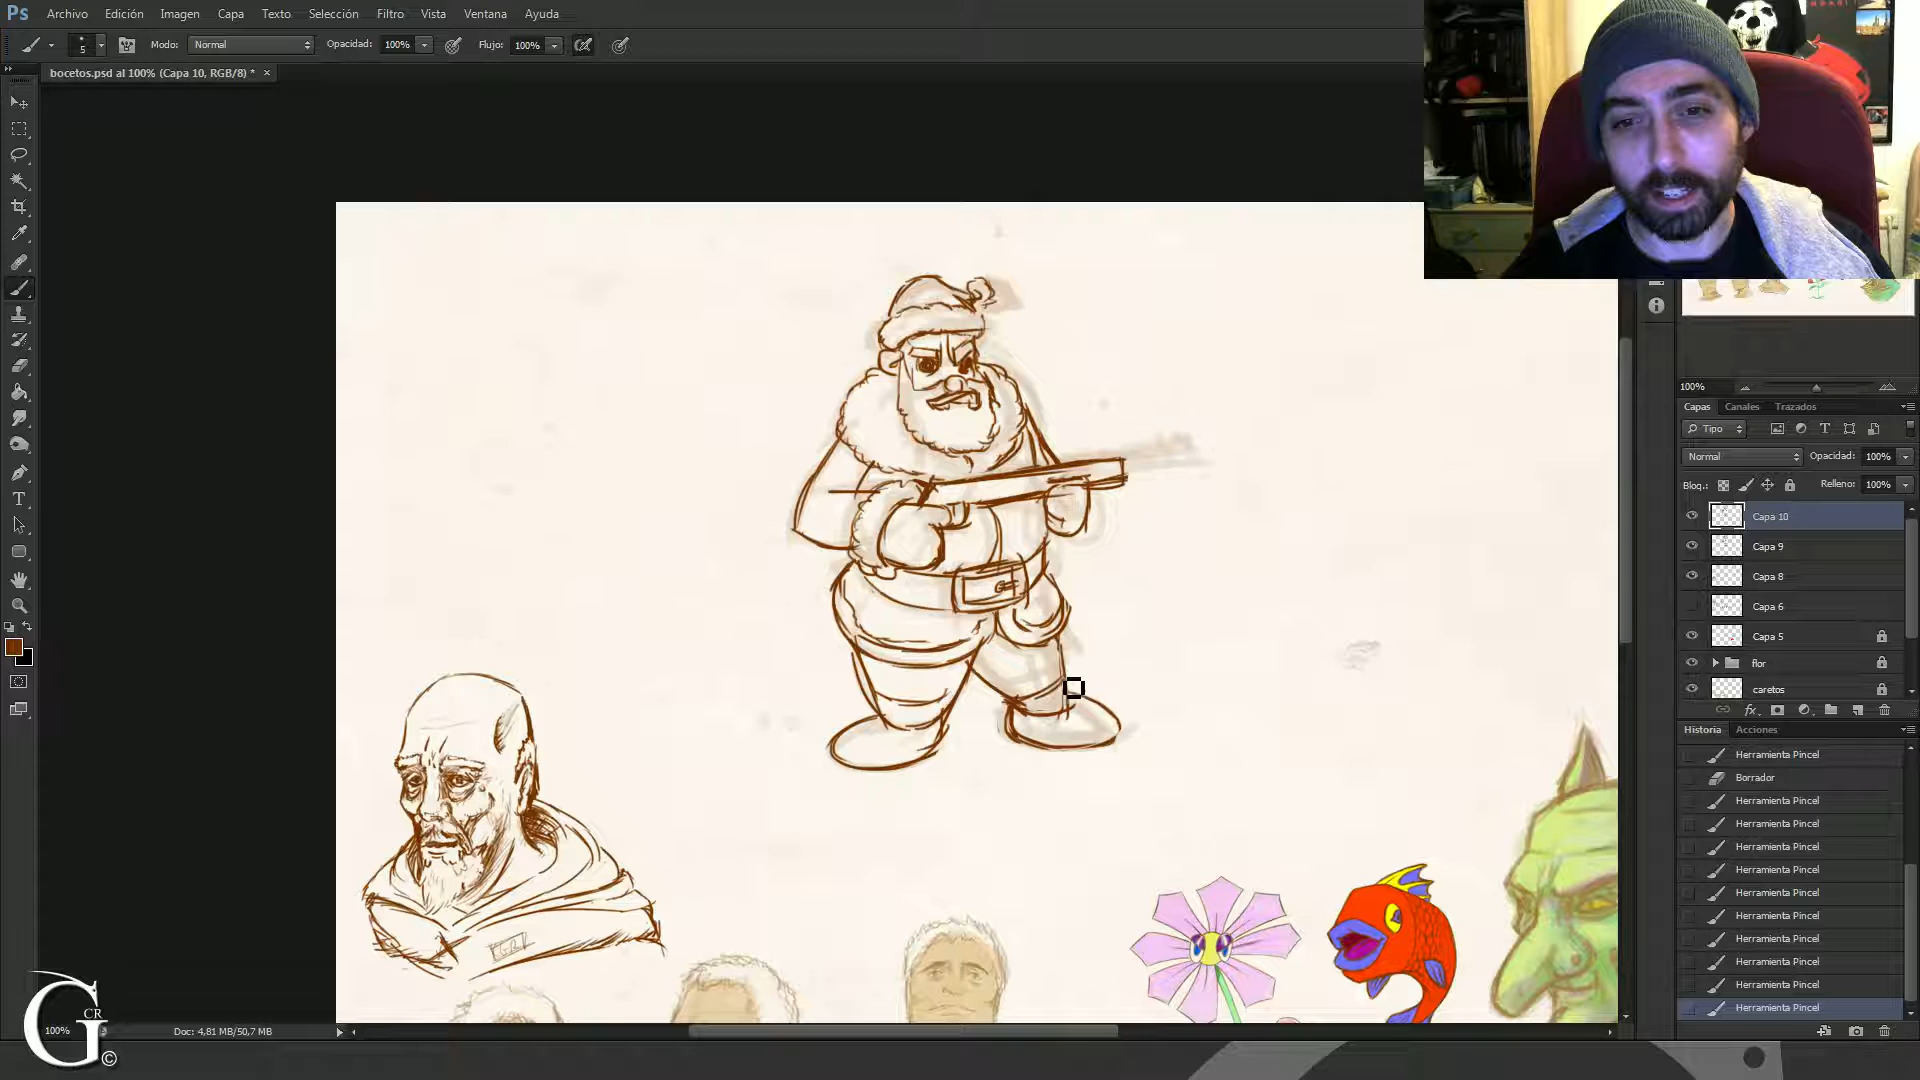 Ps Archivo Edición Imagen Capa Texto Selección Filtro Vista Ventana Ayuda
5 Modo: Normal Opacidad: 100% Flujo: 100%
bocetos.psd al 100% (Capa 10, RGB/8) *
100%
Capas Canales Trazados
Tipo
Normal Opacidad: 100%
Bloq.: Relleno: 100%
Capa 10
Capa 9
Capa 8
Capa 6
Capa 5
flor
caretos
Historia Acciones
Herramienta Pincel
Borrador
Herramienta Pincel
Herramienta Pincel
Herramienta Pincel
Herramienta Pincel
Herramienta Pincel
Herramienta Pincel
Herramienta Pincel
Herramienta Pincel
Herramienta Pincel
Herramienta Pincel
100% Doc: 4,81 MB/50,7 MB
G CR ©